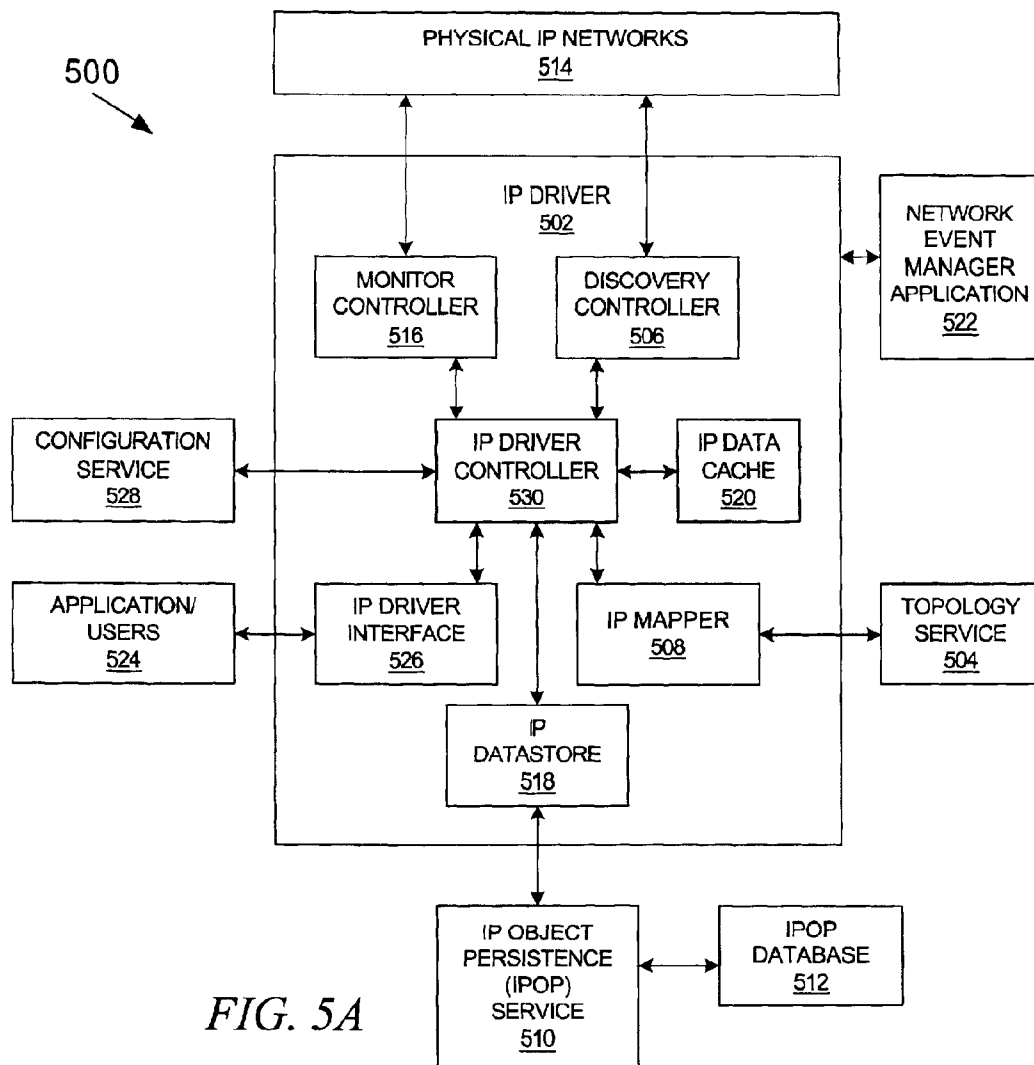 PHYSICAL IP NETWORKS
514
500
IP DRIVER
502
NETWORK
EVENT
MANAGER
APPLICATION
522
MONITOR
CONTROLLER
516
DISCOVERY
CONTROLLER
506
CONFIGURATION
SERVICE
528
IP DRIVER
CONTROLLER
530
IP DATA
CACHE
520
APPLICATION/
USERS
524
IP DRIVER
INTERFACE
526
IP MAPPER
508
TOPOLOGY
SERVICE
504
IP
DATASTORE
518
IP OBJECT
PERSISTENCE
(IPOP)
SERVICE
510
IPOP
DATABASE
512
FIG. 5A